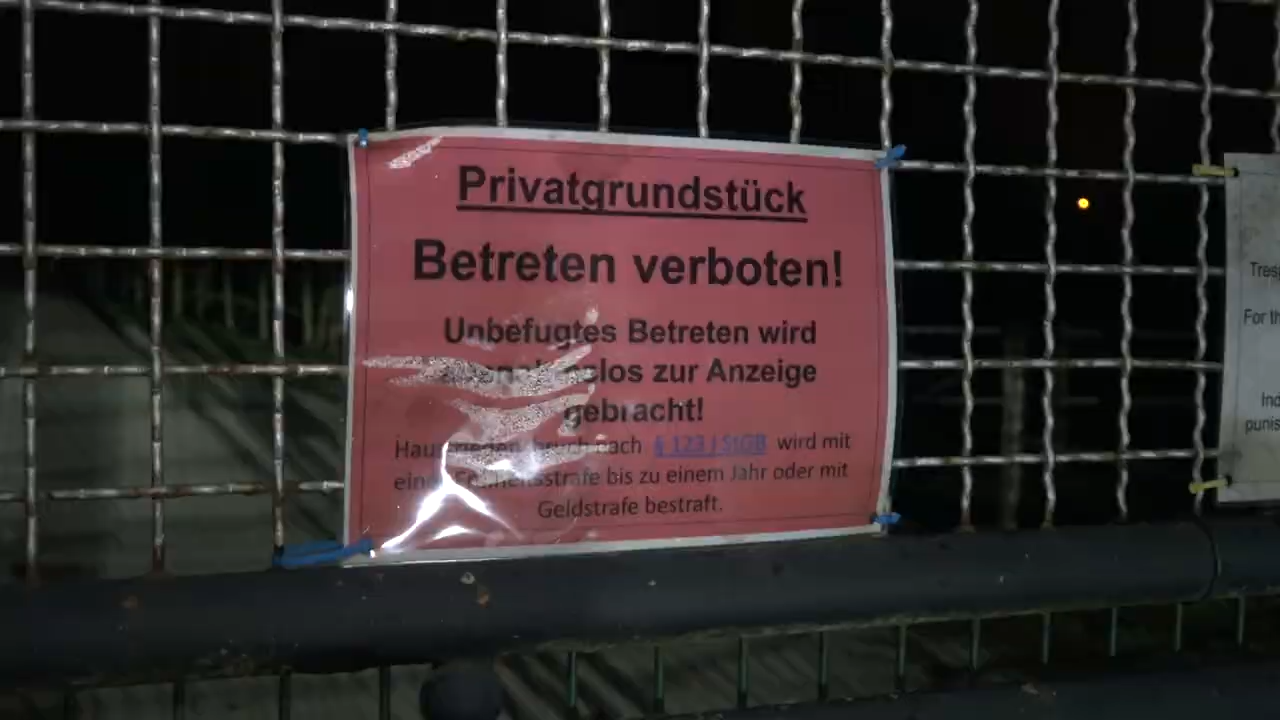 Privatgrundstück
Betreten verboten!
Unbefugtes Betreten wird
zur Anzeige
gebracht!
§ 123 I StGB wird mit
bis zu einem Jahr oder mit
Geldstrafe bestraft.
For